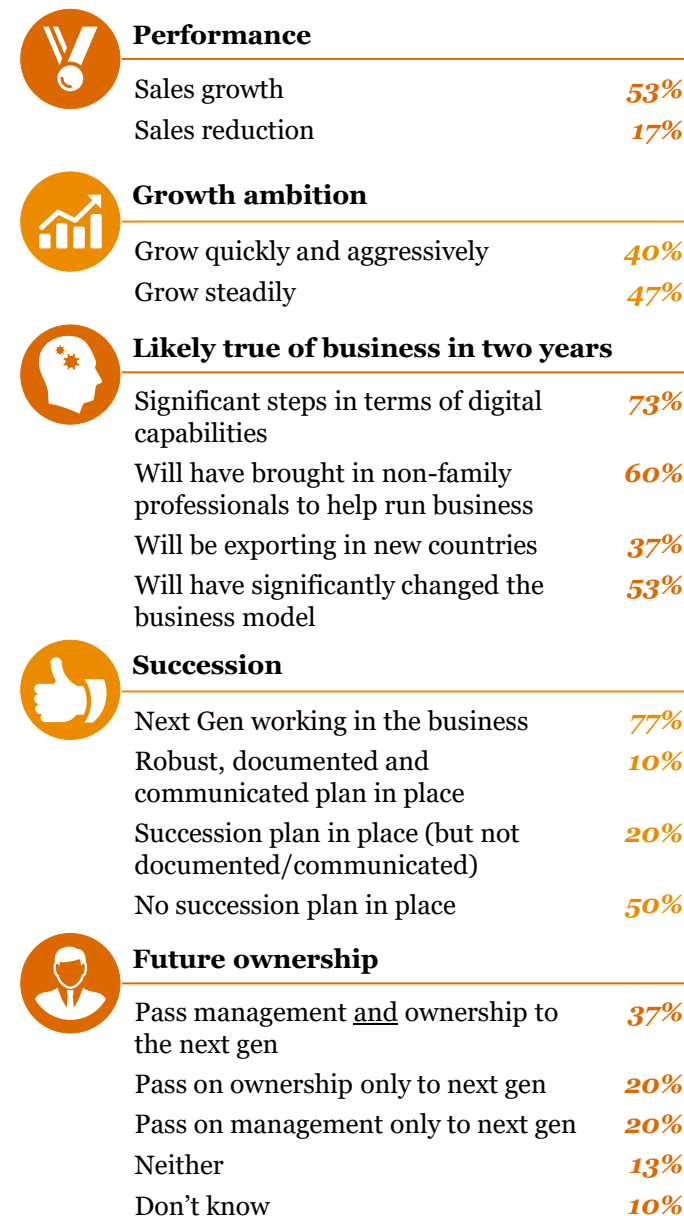 Performance
Sales growth 53%
Sales reduction 17%
Growth ambition
Grow quickly and aggressively 40%
Grow steadily 47%
Likely true of business in two years
Significant steps in terms of digital 73%
capabilities
Will have brought in non-family 60%
professionals to help run business
Will be exporting in new countries 37%
Will have significantly changed the 53%
business model
Succession
Next Gen working in the business 77%
Robust, documented and 10%
communicated plan in place
Succession plan in place (but not 20%
documented/communicated)
No succession plan in place 50%
Future ownership
Pass management and ownership to 37%
the next gen
Pass on ownership only to next gen 20%
Pass on management only to next gen 20%
Neither 13%
Don't know 10%